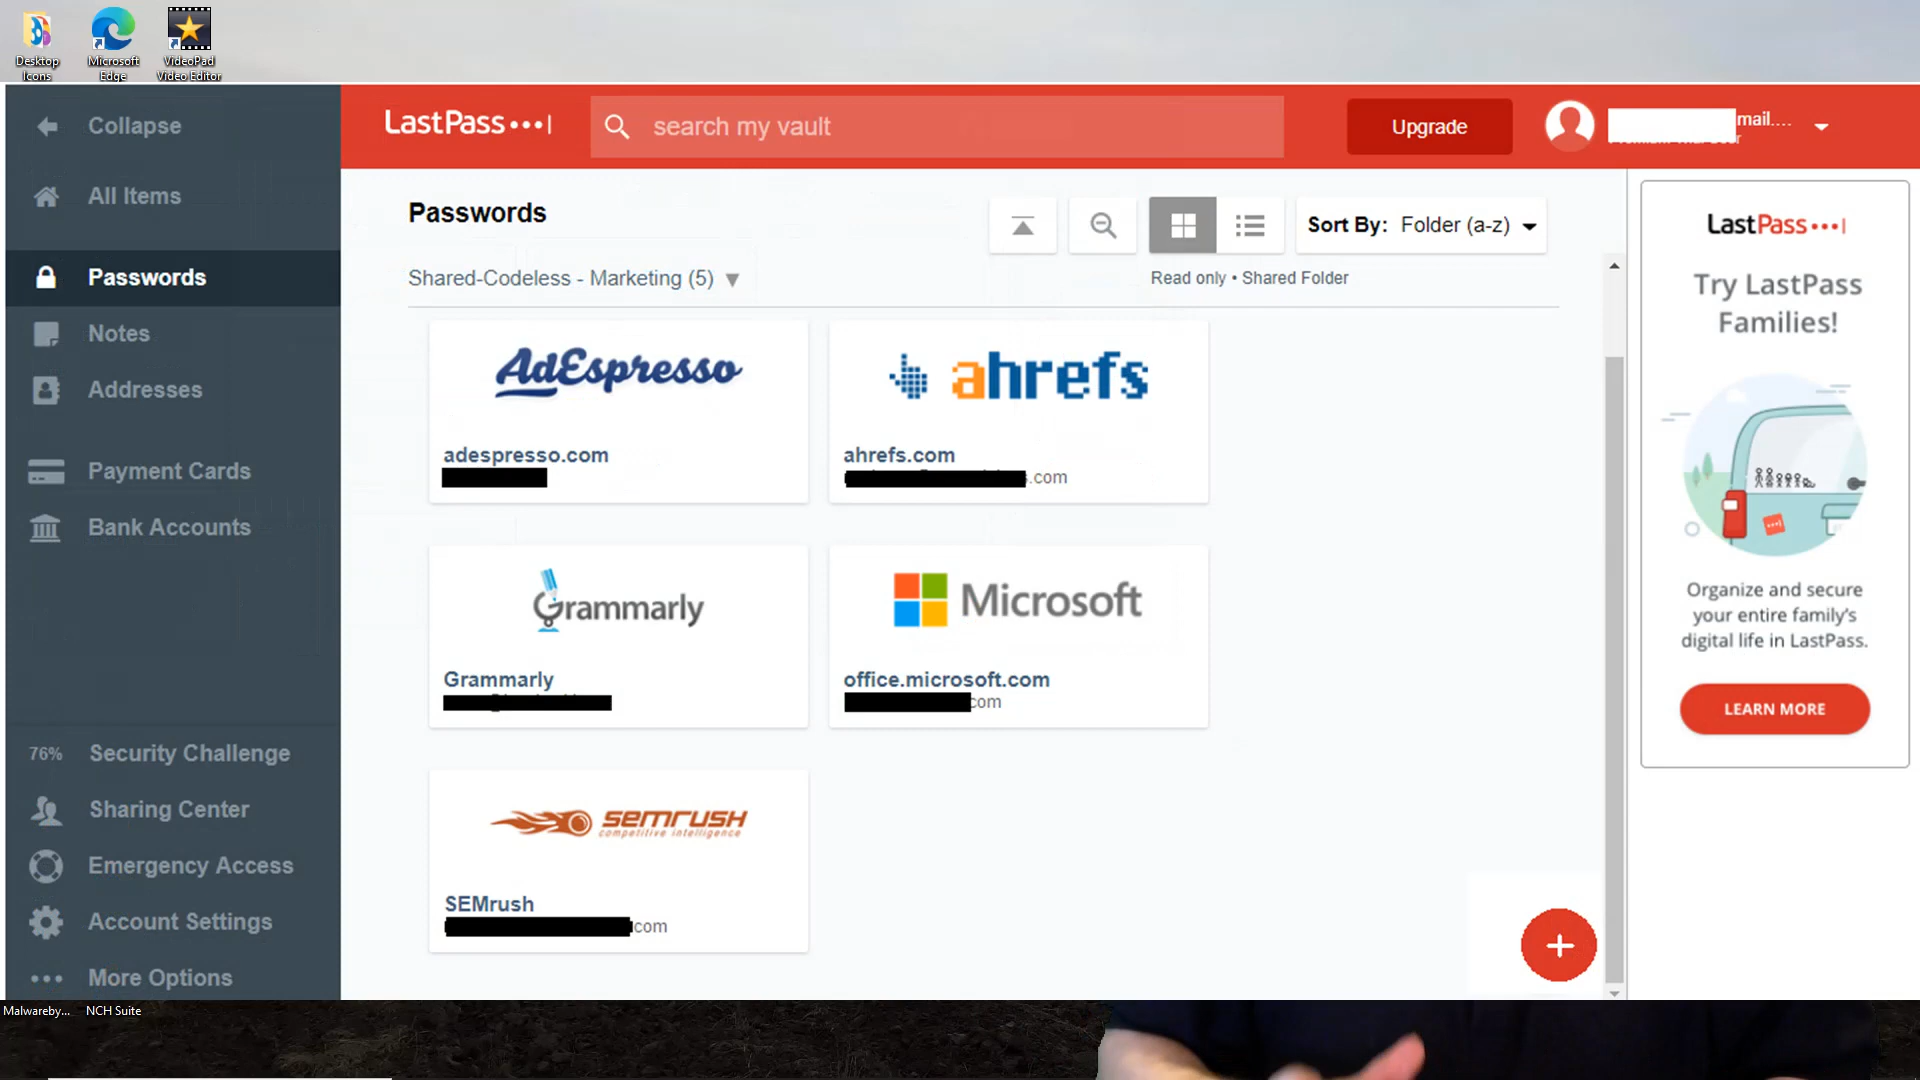 Desktop
Icons
Microsoft
Edge
VideoPad
Video Editor
Collapse
All Items
Passwords
Notes
Addresses
Payment Cards
Bank Accounts
76% Security Challenge
Sharing Center
Emergency Access
Account Settings
More Options
LastPass
search my vault
Upgrade
mail....
Passwords
Sort By: Folder (a-z)
Shared-Codeless - Marketing (5)
Read only • Shared Folder
AdEspresso
adespresso.com
ahrefs
ahrefs.com
.com
Grammarly
Grammarly
Microsoft
office.microsoft.com
com
semrush
competitive intelligence
SEMrush
com
LastPass
Try LastPass
Families!
Organize and secure
your entire family's
digital life in LastPass.
LEARN MORE
Malwareby...
NCH Suite